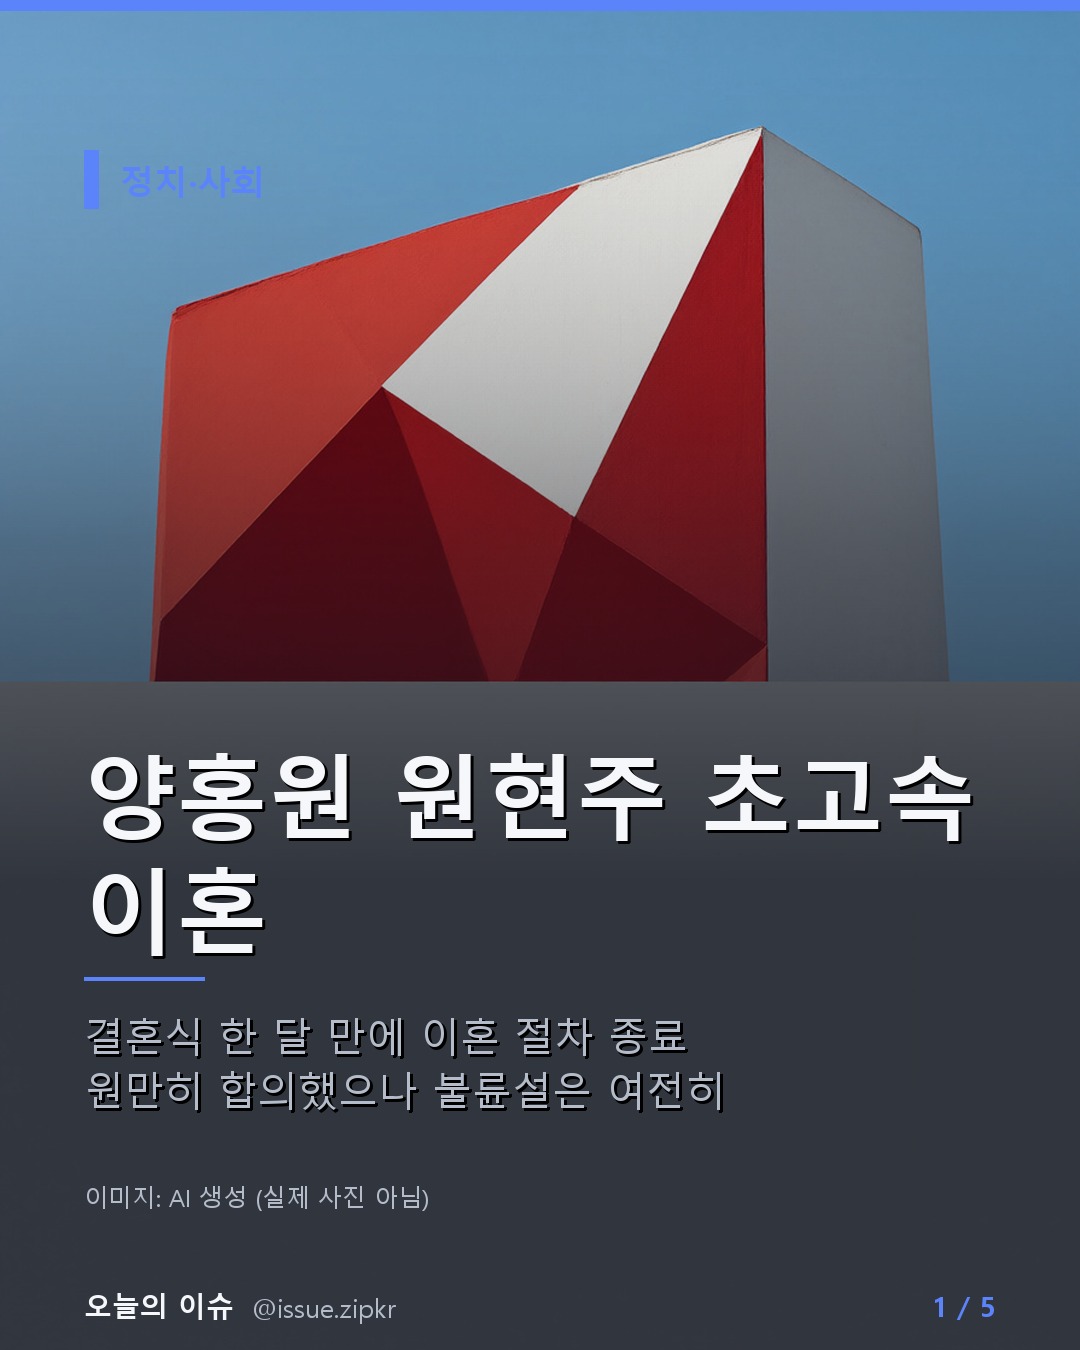 정치·사회
양홍원 원현주 초고속
이혼
결혼식 한 달 만에 이혼 절차 종료
원만히 합의했으나 불륜설은 여전히
이미지: AI 생성 (실제 사진 아님)
오늘의 이슈 @issue.zipkr
1 / 5